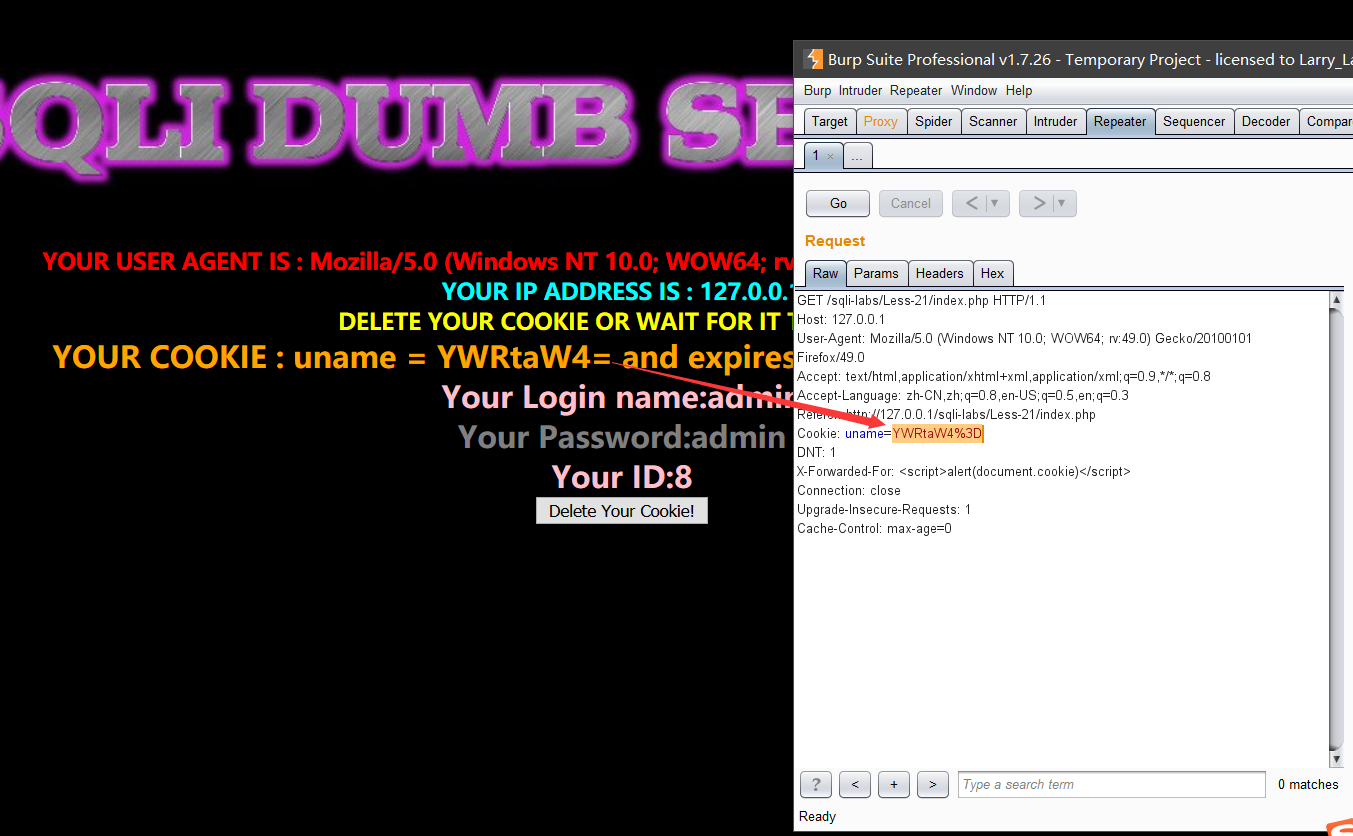 SQLI DUMB SE
YOUR USER AGENT IS : Mozilla/5.0 (Windows NT 10.0; WOW64; rv
YOUR IP ADDRESS IS : 127.0.0.1
DELETE YOUR COOKIE OR WAIT FOR IT T
YOUR COOKIE : uname = YWRtaW4= and expires
Your Login name:admin
Your Password:admin
Your ID:8
Delete Your Cookie!
Burp Suite Professional v1.7.26 - Temporary Project - licensed to Larry_La
Burp Intruder Repeater Window Help
Target Proxy Spider Scanner Intruder Repeater Sequencer Decoder Compar
1 × ...
Go Cancel < ▼ > ▼
Request
Raw Params Headers Hex
GET /sqli-labs/Less-21/index.php HTTP/1.1
Host: 127.0.0.1
User-Agent: Mozilla/5.0 (Windows NT 10.0; WOW64; rv:49.0) Gecko/20100101
Firefox/49.0
Accept: text/html,application/xhtml+xml,application/xml;q=0.9,*/*;q=0.8
Accept-Language: zh-CN,zh;q=0.8,en-US;q=0.5,en;q=0.3
Referer: http://127.0.0.1/sqli-labs/Less-21/index.php
Cookie: uname=YWRtaW4%3D
DNT: 1
X-Forwarded-For: <script>alert(document.cookie)</script>
Connection: close
Upgrade-Insecure-Requests: 1
Cache-Control: max-age=0
? < + > Type a search term 0 matches
Ready